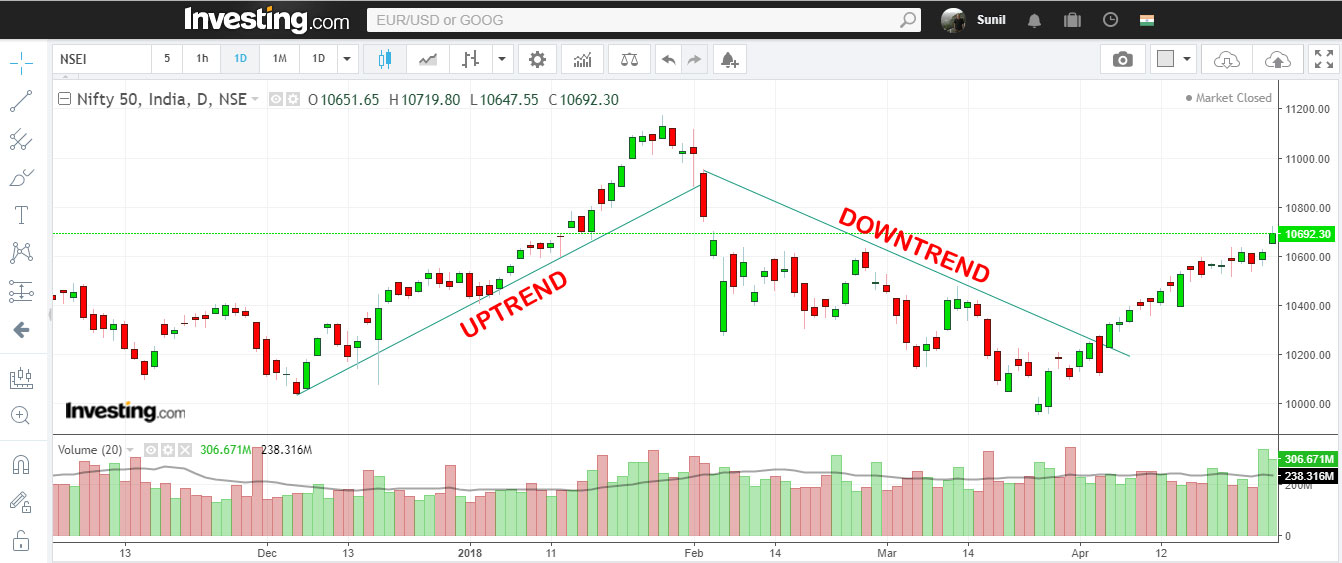 Investing.com
EUR/USD or GOOG
Sunil
NSEI
5
1h
1D
1M
1D
Nifty 50, India, D, NSE
O10651.65 H10719.80 L10647.55 C10692.30
Market Closed
11200.00
11000.00
10800.00
10692.30
10600.00
10400.00
10200.00
10000.00
UPTREND
DOWNTREND
Investing.com
Volume (20)
306.671M
238.316M
306.671M
238.316M
200M
0
13
Dec
13
2018
11
Feb
14
Mar
14
Apr
12
T